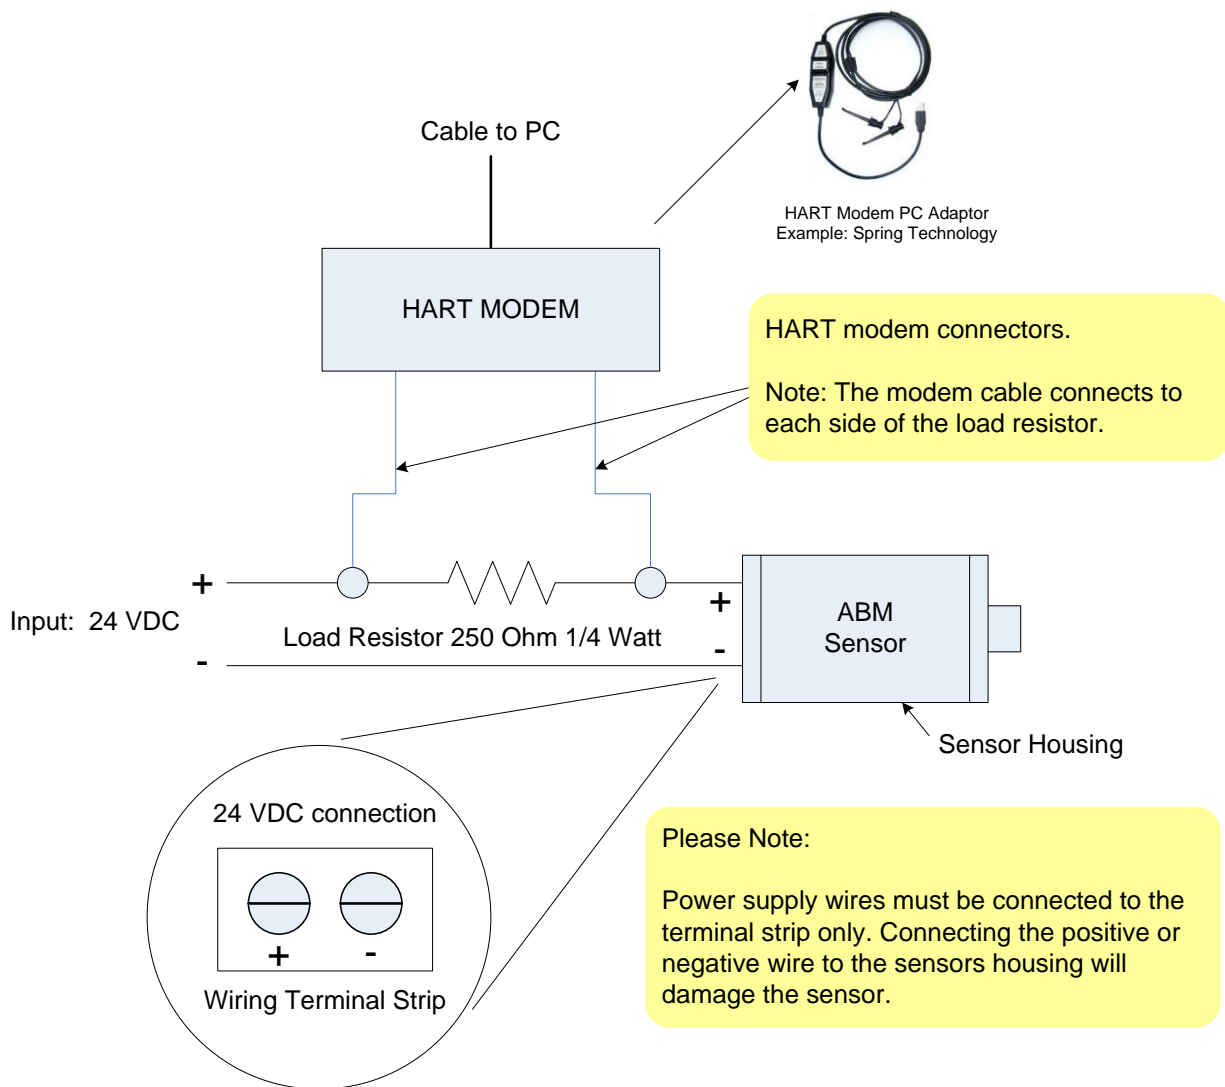 Cable to PC
HART Modem PC Adaptor
Example: Spring Technology
HART MODEM
HART modem connectors.
Note: The modem cable connects to
each side of the load resistor.
+
Input:  24 VDC
-
Load Resistor 250 Ohm 1/4 Watt
+
-
ABM
Sensor
Sensor Housing
24 VDC connection
+ -
Wiring Terminal Strip
Please Note:
Power supply wires must be connected to the
terminal strip only. Connecting the positive or
negative wire to the sensors housing will
damage the sensor.